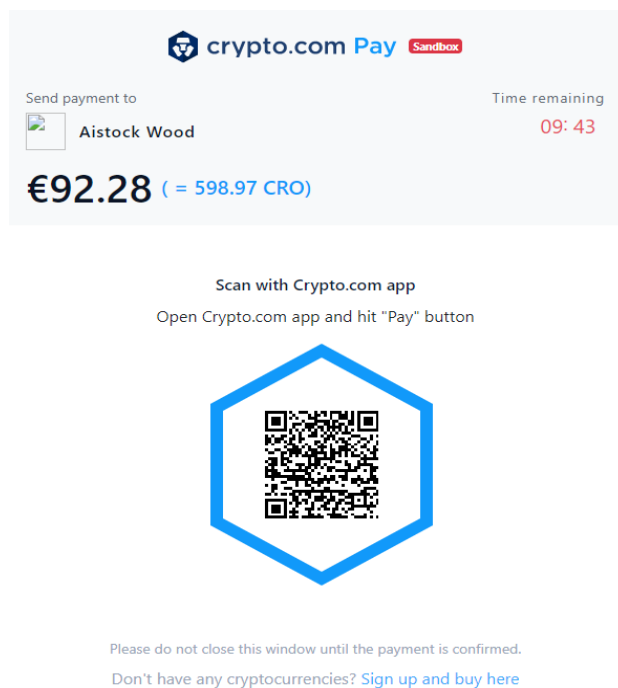 crypto.com Pay Sandbox
Send payment to
Time remaining
Aistock Wood
09: 43
€92.28 ( = 598.97 CRO)
Scan with Crypto.com app
Open Crypto.com app and hit "Pay" button
Please do not close this window until the payment is confirmed.
Don't have any cryptocurrencies? Sign up and buy here